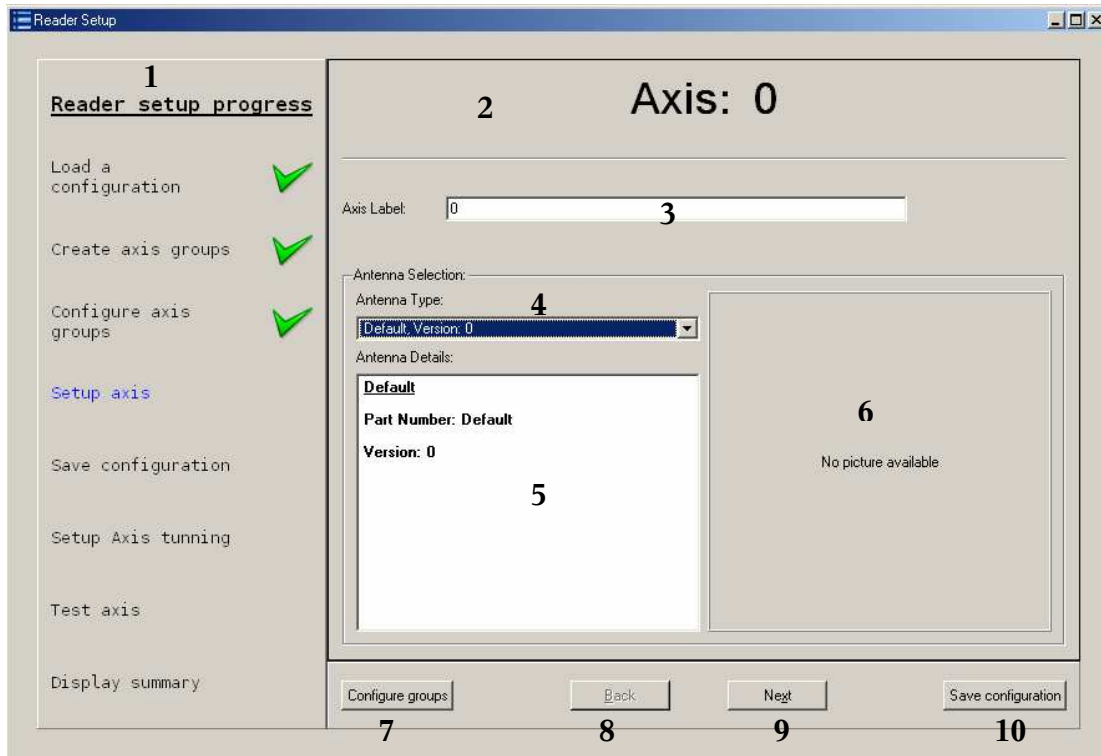 Reader Setup
1
Reader setup progress
Load a
configuration
Create axis groups
Configure axis
groups
Setup axis
Save configuration
Setup Axis tunning
Test axis
Display summary
2
Axis: 0
Axis Label: 0
3
Antenna Selection:
Antenna Type:
4
Default, Version: 0
Antenna Details:
Default
Part Number: Default
Version: 0
5
6
No picture available
Configure groups Back Next Save configuration
7 8 9 10